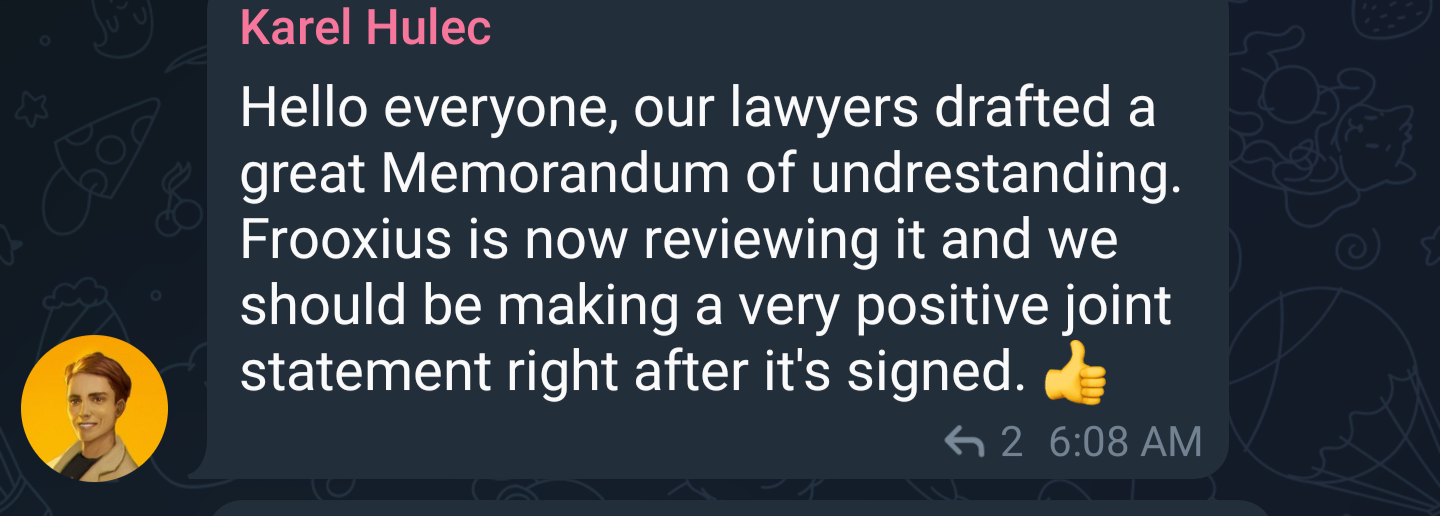 Karel Hulec
Hello everyone, our lawyers drafted a
great Memorandum of undrestanding.
Frooxius is now reviewing it and we
should be making a very positive joint
statement right after it's signed. 👍
2 6:08 AM